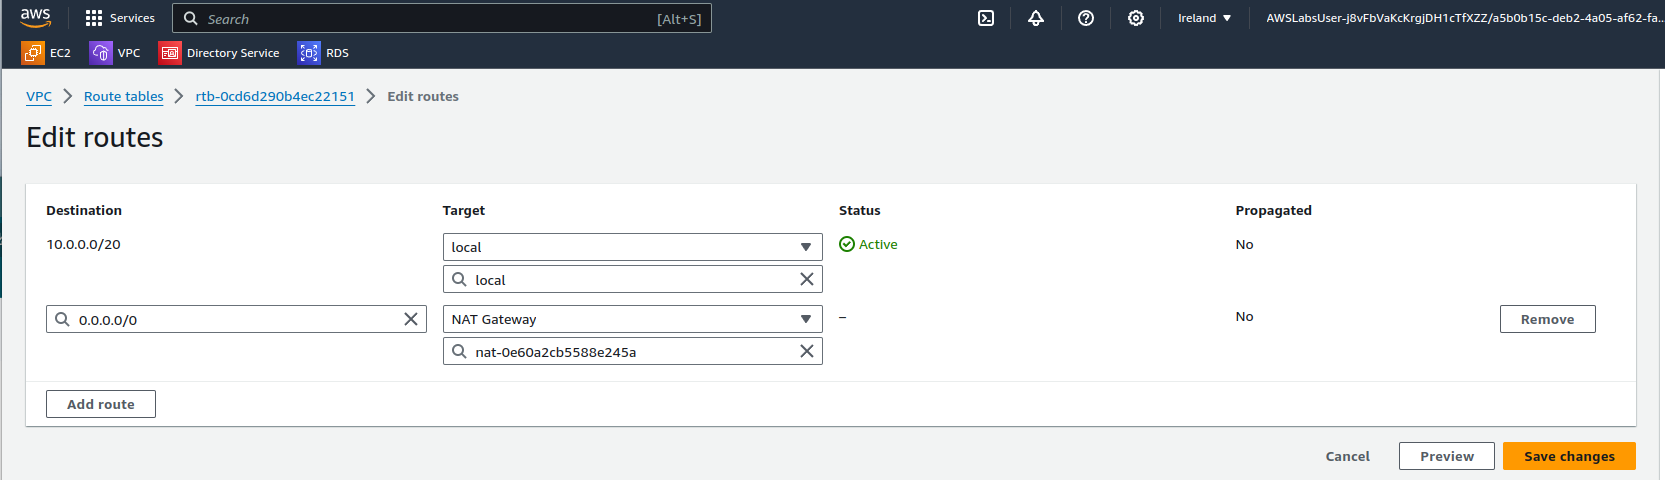 aws Services Search [Alt+S] Ireland AWSLabsUser-j8vFbVaKcKrgjDH1cTfXZZ/a5b0b15c-deb2-4a05-af62-fa...
EC2 VPC Directory Service RDS
VPC Route tables rtb-0cd6d290b4ec22151 Edit routes
Edit routes
Destination Target Status Propagated
10.0.0.0/20 local Active No
local
0.0.0.0/0 NAT Gateway – No Remove
nat-0e60a2cb5588e245a
Add route
Cancel Preview Save changes